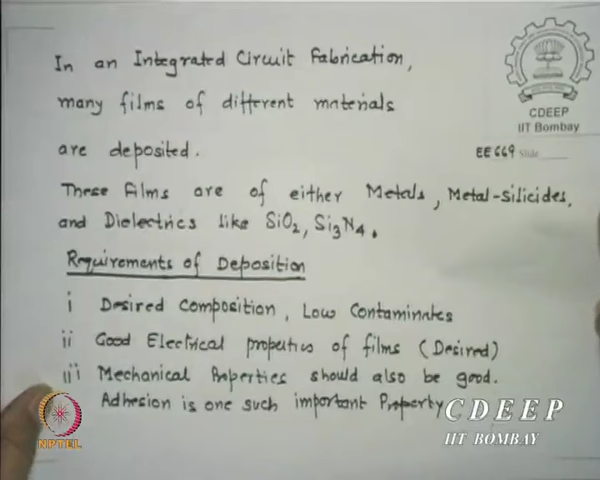 In an Integrated Circuit Fabrication,
many films of different materials
are deposited.
CDEEP
IIT Bombay
EE 669 Slide
These Films are of either Metals, Metal-Silicides,
and Dielectrics like SiO2, Si3N4.
Requirements of Deposition
i Desired Composition, Low Contaminates
ii Good Electrical properties of films (Desired)
iii Mechanical Properties should also be good.
Adhesion is one such important Property
CDEEP
IIT BOMBAY
NPTEL